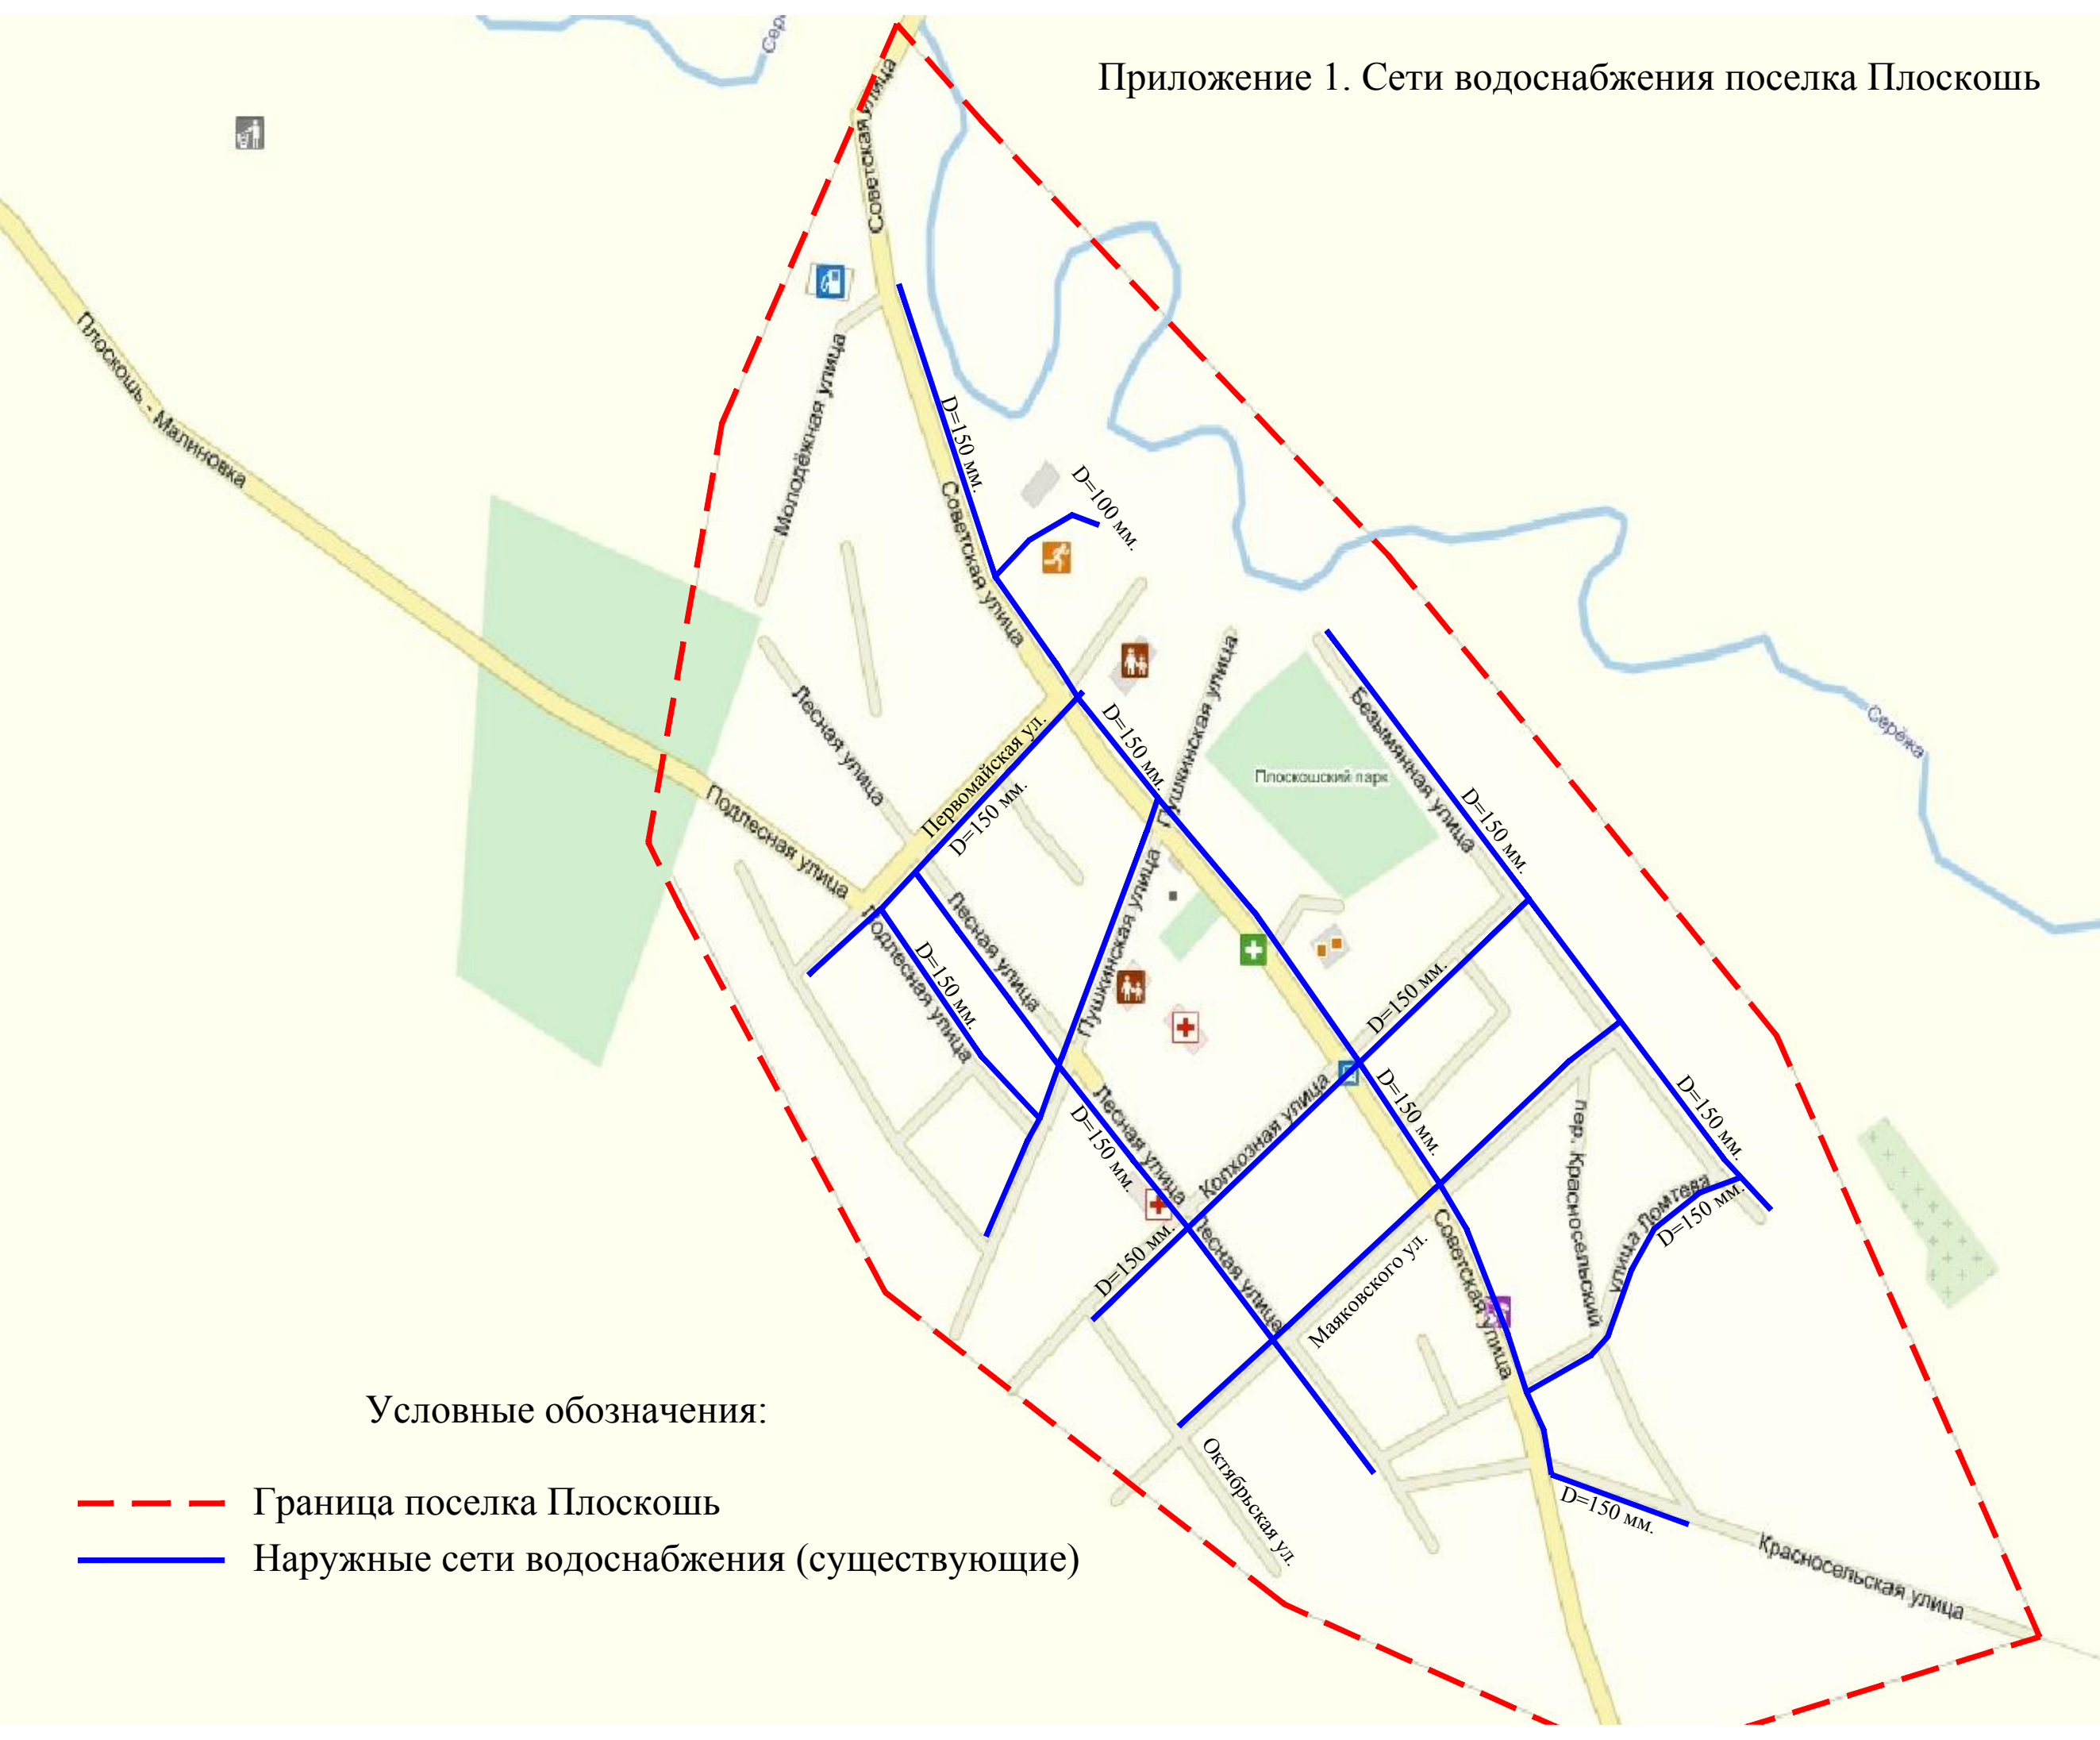 Серё
Приложение 1. Сети водоснабжения поселка Плоскошь
Советская улица
Советская улица
Плоскошь - Малиновка
Молодёжная улица
D=150 мм.
D=100 мм.
Советская улица
Лесная улица
Безымянная улица
Пушкинская улица
D=150 мм.
Серёжа
Первомайская ул.
D=150 мм.
Плоскошский парк
D=150 мм.
Подлесная улица
Подлесная улица
D=150 мм.
Лесная улица
Пушкинская улица
D=150 мм.
D=150 мм.
Лесная улица
Колхозная улица
D=150 мм.
D=150 мм.
пер. Красносельский
улица Ломтева
D=150 мм.
D=150 мм.
Лесная улица
Маяковского ул.
Советская улица
Условные обозначения:
Граница поселка Плоскошь
Наружные сети водоснабжения (существующие)
Октябрьская ул.
D=150 мм.
Красносельская улица